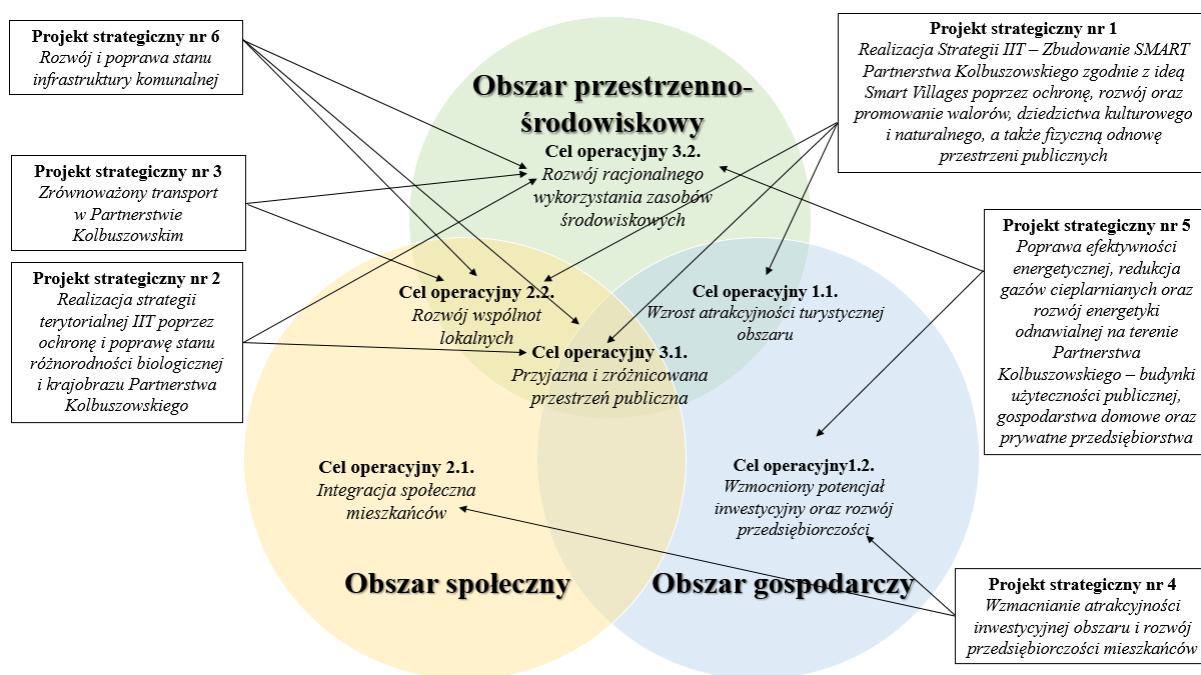 Projekt strategiczny nr 6
Rozwój i poprawa stanu
infrastruktury komunalnej
Projekt strategiczny nr 3
Zrównoważony transport
w Partnerstwie
Kolbuszowskim
Projekt strategiczny nr 2
Realizacja strategii
terytorialnej IIT poprzez
ochronę i poprawę stanu
różnorodności biologicznej
i krajobrazu Partnerstwa
Kolbuszowskiego
Obszar przestrzenno-
środowiskowy
Cel operacyjny 3.2.
Rozwój racjonalnego
wykorzystania zasobów
środowiskowych
Cel operacyjny 2.2.
Rozwój wspólnot
lokalnych
Cel operacyjny 1.1.
Wzrost atrakcyjności turystycznej
obszaru
Cel operacyjny 3.1.
Przyjazna i zróżnicowana
przestrzeń publiczna
Cel operacyjny 2.1.
Integracja społeczna
mieszkańców
Cel operacyjny1.2.
Wzmocniony potencjał
inwestycyjny oraz rozwój
przedsiębiorczości
Obszar społeczny
Obszar gospodarczy
Projekt strategiczny nr 1
Realizacja Strategii IIT – Zbudowanie SMART
Partnerstwa Kolbuszowskiego zgodnie z ideą
Smart Villages poprzez ochronę, rozwój oraz
promowanie walorów, dziedzictwa kulturowego
i naturalnego, a także fizyczną odnowę
przestrzeni publicznych
Projekt strategiczny nr 5
Poprawa efektywności
energetycznej, redukcja
gazów cieplarnianych oraz
rozwój energetyki
odnawialnej na terenie
Partnerstwa
Kolbuszowskiego – budynki
użyteczności publicznej,
gospodarstwa domowe oraz
prywatne przedsiębiorstwa
Projekt strategiczny nr 4
Wzmacnianie atrakcyjności
inwestycyjnej obszaru i rozwój
przedsiębiorczości mieszkańców